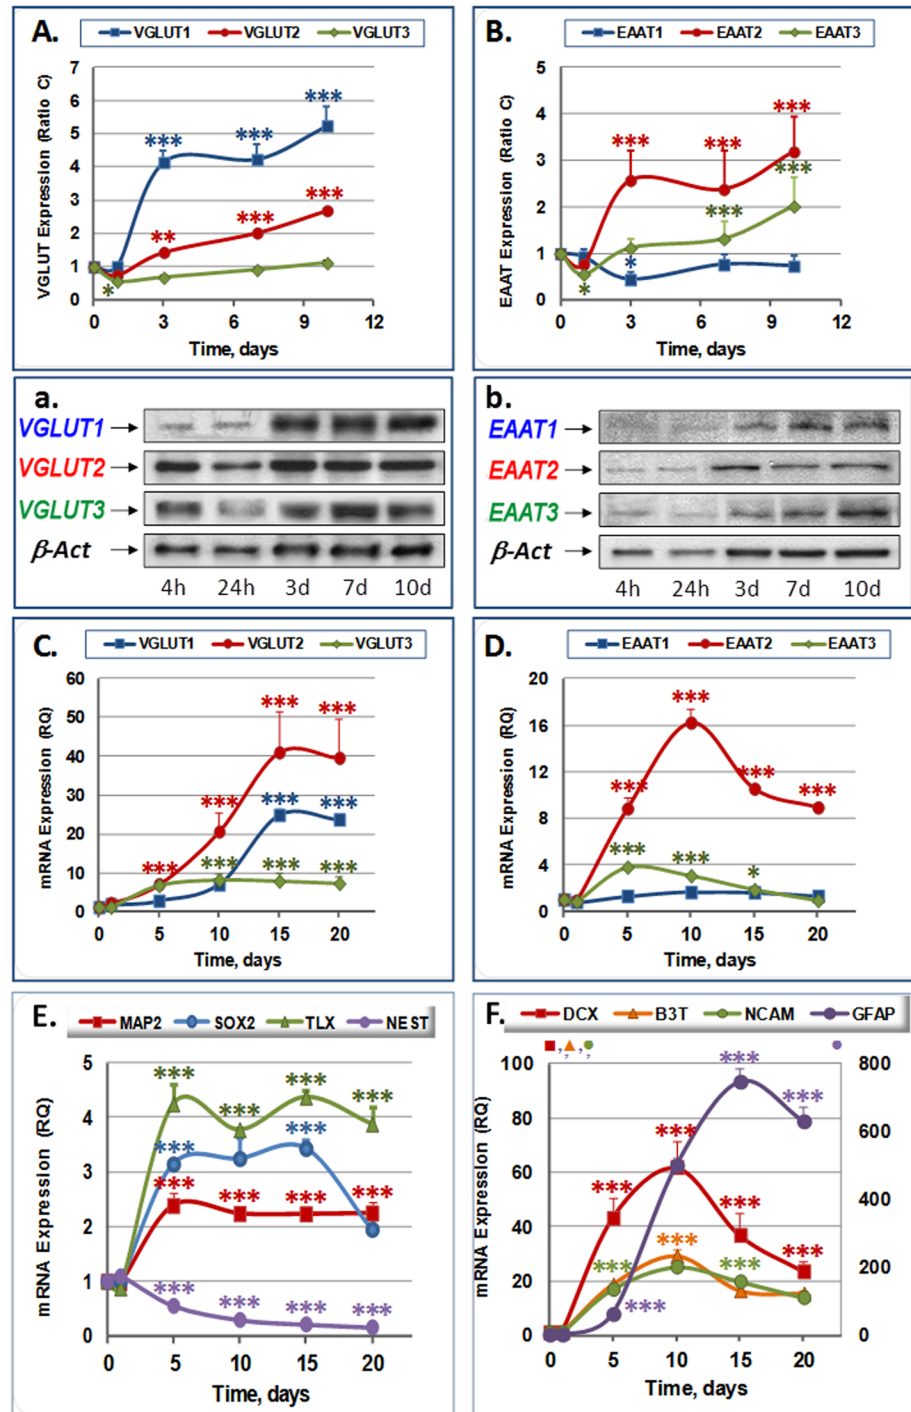 A.
VGLUT1 VGLUT2 VGLUT3
VGLUT Expression (Ratio C)
7
6
5
4
3
2
1
0
*** *** ***
** *** ***
*
0 3 6 9 12
Time, days
B.
EAAT1 EAAT2 EAAT3
EAAT Expression (Ratio C)
5
4
3
2
1
0
*** *** ***
*** ***
*
*
0 3 6 9 12
Time, days
a.
VGLUT1
VGLUT2
VGLUT3
β-Act
4h 24h 3d 7d 10d
b.
EAAT1
EAAT2
EAAT3
β-Act
4h 24h 3d 7d 10d
C.
VGLUT1 VGLUT2 VGLUT3
mRNA Expression (RQ)
60
50
40
30
20
10
0
*** ***
*** *** ***
*** *** *** ***
0 5 10 15 20
Time, days
D.
EAAT1 EAAT2 EAAT3
mRNA Expression (RQ)
20
16
12
8
4
0
*** *** *** ***
*** *** *
0 5 10 15 20
Time, days
E.
MAP2 SOX2 TLX NEST
mRNA Expression (RQ)
5
4
3
2
1
0
*** *** *** ***
*** *** ***
*** *** *** ***
*** *** *** ***
0 5 10 15 20
Time, days
F.
DCX B3T NCAM GFAP
, , ,
mRNA Expression (RQ)
100
80
60
40
20
0
800
600
400
200
0
*** ***
*** *** *** ***
*** *** ***
***
0 5 10 15 20
Time, days